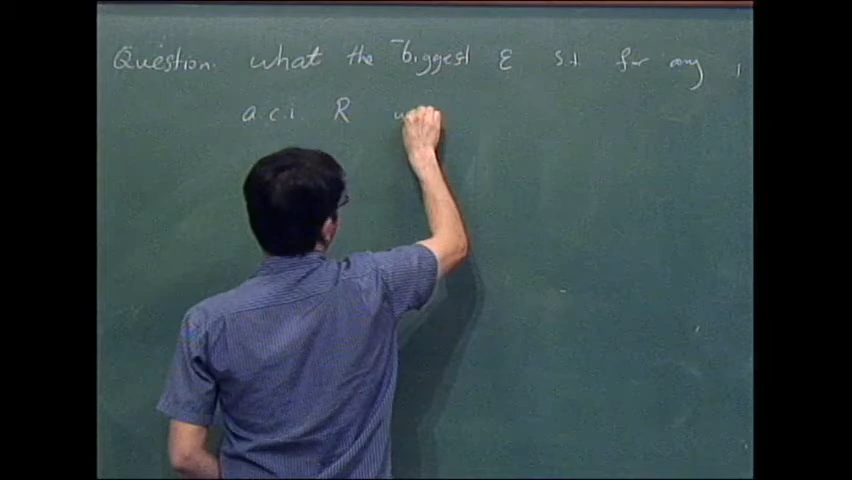 Question. what the biggest ε s.t. for any
a.c.i. R